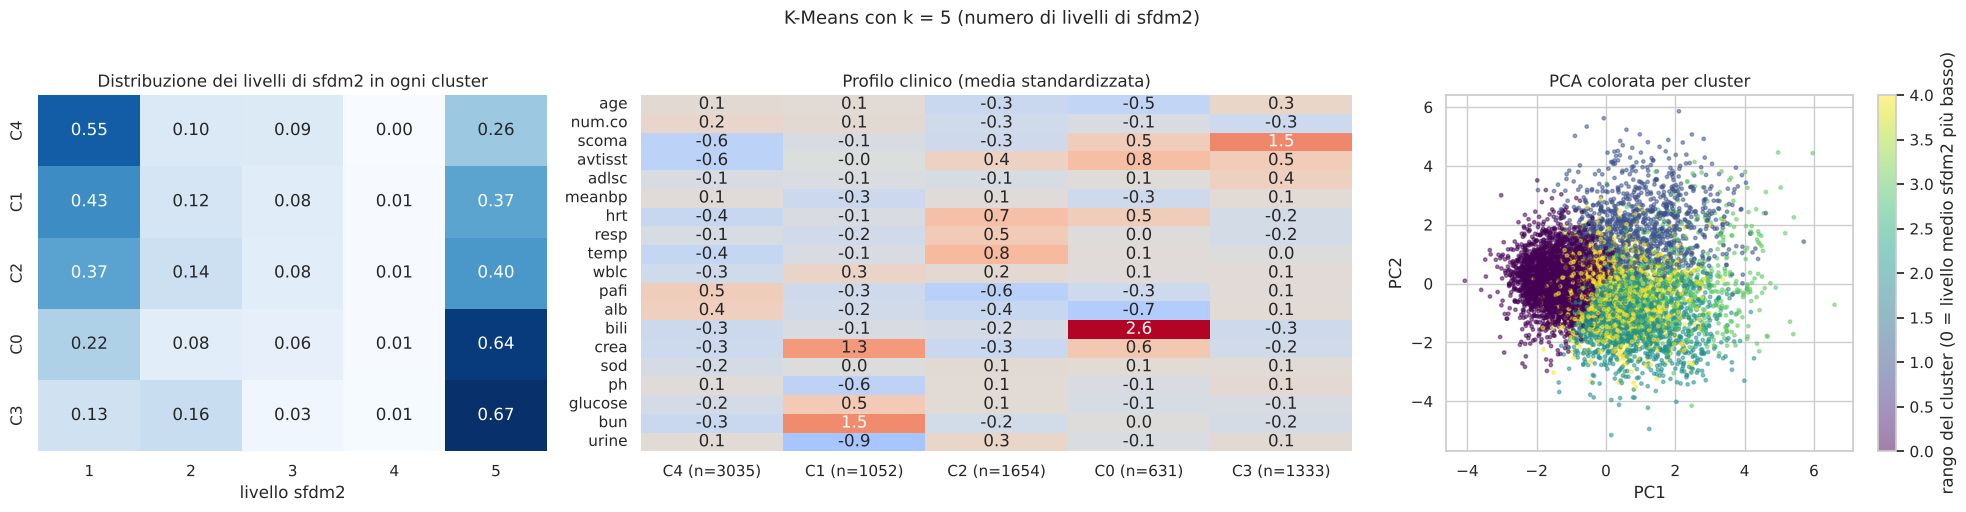 K-Means con k = 5 (numero di livelli di sfdm2)
Distribuzione dei livelli di sfdm2 in ogni cluster
C4 0.55 0.10 0.09 0.00 0.26
C1 0.43 0.12 0.08 0.01 0.37
C2 0.37 0.14 0.08 0.01 0.40
C0 0.22 0.08 0.06 0.01 0.64
C3 0.13 0.16 0.03 0.01 0.67
1 2 3 4 5
livello sfdm2
Profilo clinico (media standardizzata)
age 0.1 0.1 -0.3 -0.5 0.3
num.co 0.2 0.1 -0.3 -0.1 -0.3
scoma -0.6 -0.1 -0.3 0.5 1.5
avtisst -0.6 -0.0 0.4 0.8 0.5
adlsc -0.1 -0.1 -0.1 0.1 0.4
meanbp 0.1 -0.3 0.1 -0.3 0.1
hrt -0.4 -0.1 0.7 0.5 -0.2
resp -0.1 -0.2 0.5 0.0 -0.2
temp -0.4 -0.1 0.8 0.1 0.0
wblc -0.3 0.3 0.2 0.1 0.1
pafi 0.5 -0.3 -0.6 -0.3 0.1
alb 0.4 -0.2 -0.4 -0.7 0.1
bili -0.3 -0.1 -0.2 2.6 -0.3
crea -0.3 1.3 -0.3 0.6 -0.2
sod -0.2 0.0 0.1 0.1 0.1
ph 0.1 -0.6 0.1 -0.1 0.1
glucose -0.2 0.5 0.1 -0.1 -0.1
bun -0.3 1.5 -0.2 0.0 -0.2
urine 0.1 -0.9 0.3 -0.1 0.1
C4 (n=3035) C1 (n=1052) C2 (n=1654) C0 (n=631) C3 (n=1333)
PCA colorata per cluster
PC2
6
4
2
0
−2
−4
−4 −2 0 2 4 6
PC1
4.0
3.5
3.0
2.5
2.0
1.5
1.0
0.5
0.0
rango del cluster (0 = livello medio sfdm2 più basso)